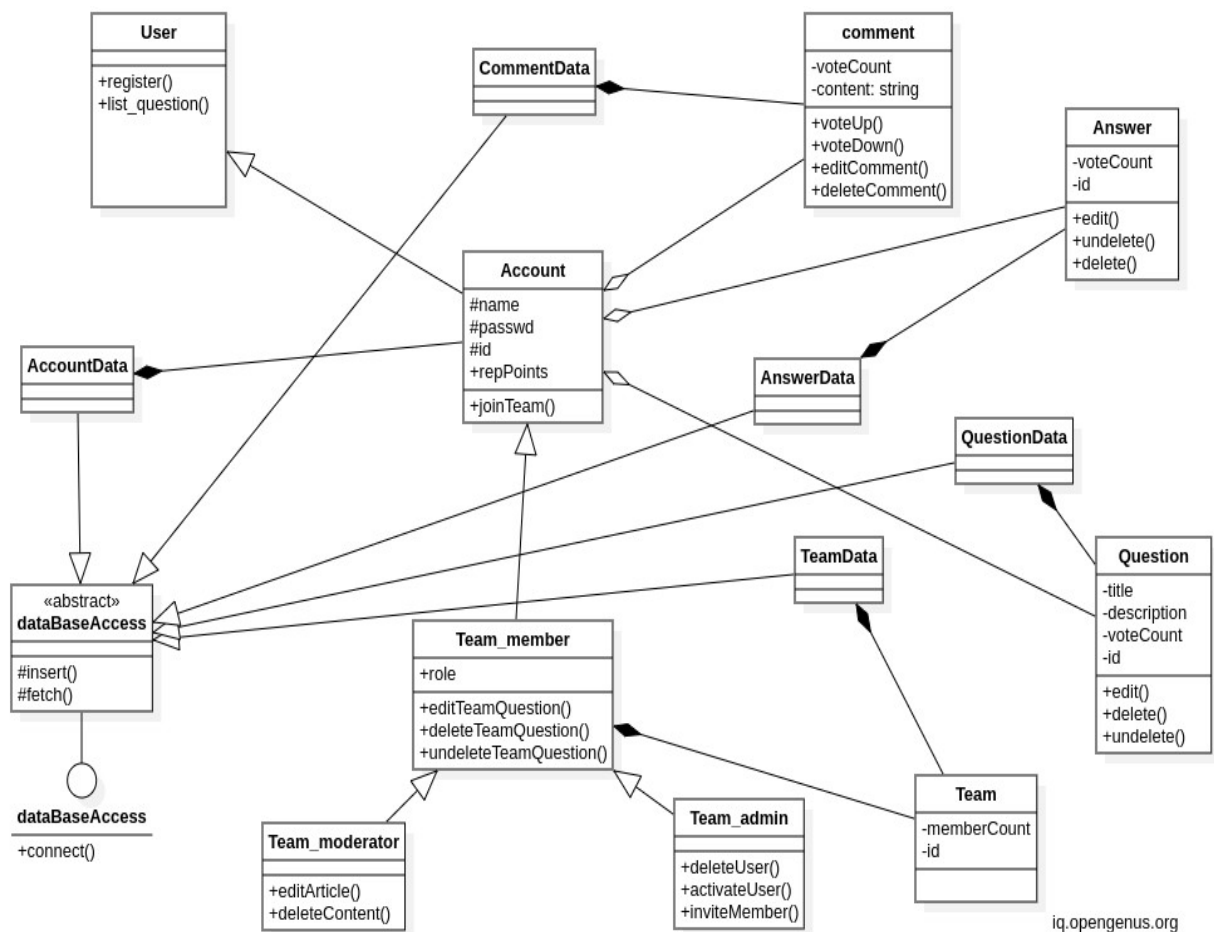 User
+register()
+list_question()
CommentData
comment
-voteCount
-content: string
+voteUp()
+voteDown()
+editComment()
+deleteComment()
Answer
-voteCount
-id
+edit()
+undelete()
+delete()
Account
#name
#passwd
#id
+repPoints
+joinTeam()
AccountData
AnswerData
QuestionData
TeamData
Question
-title
-description
-voteCount
-id
+edit()
+delete()
+undelete()
«abstract»
dataBaseAccess
#insert()
#fetch()
dataBaseAccess
+connect()
Team_member
+role
+editTeamQuestion()
+deleteTeamQuestion()
+undeleteTeamQuestion()
Team_moderator
+editArticle()
+deleteContent()
Team_admin
+deleteUser()
+activateUser()
+inviteMember()
Team
-memberCount
-id
iq.opengenus.org